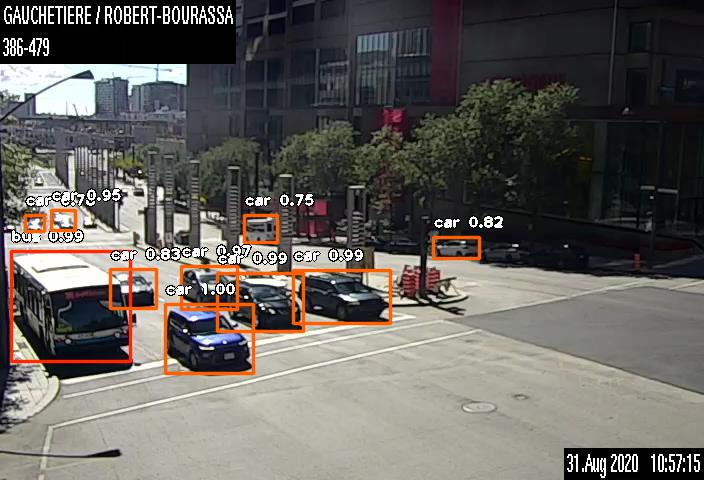 GAUCHETIERE / ROBERT-BOURASSA
386-479
car 0.95
car 0.75
bus 0.99
car 0.82
car 0.83
car 0.97
car 0.99
car 0.99
car 1.00
31.Aug 2020 10:57:15